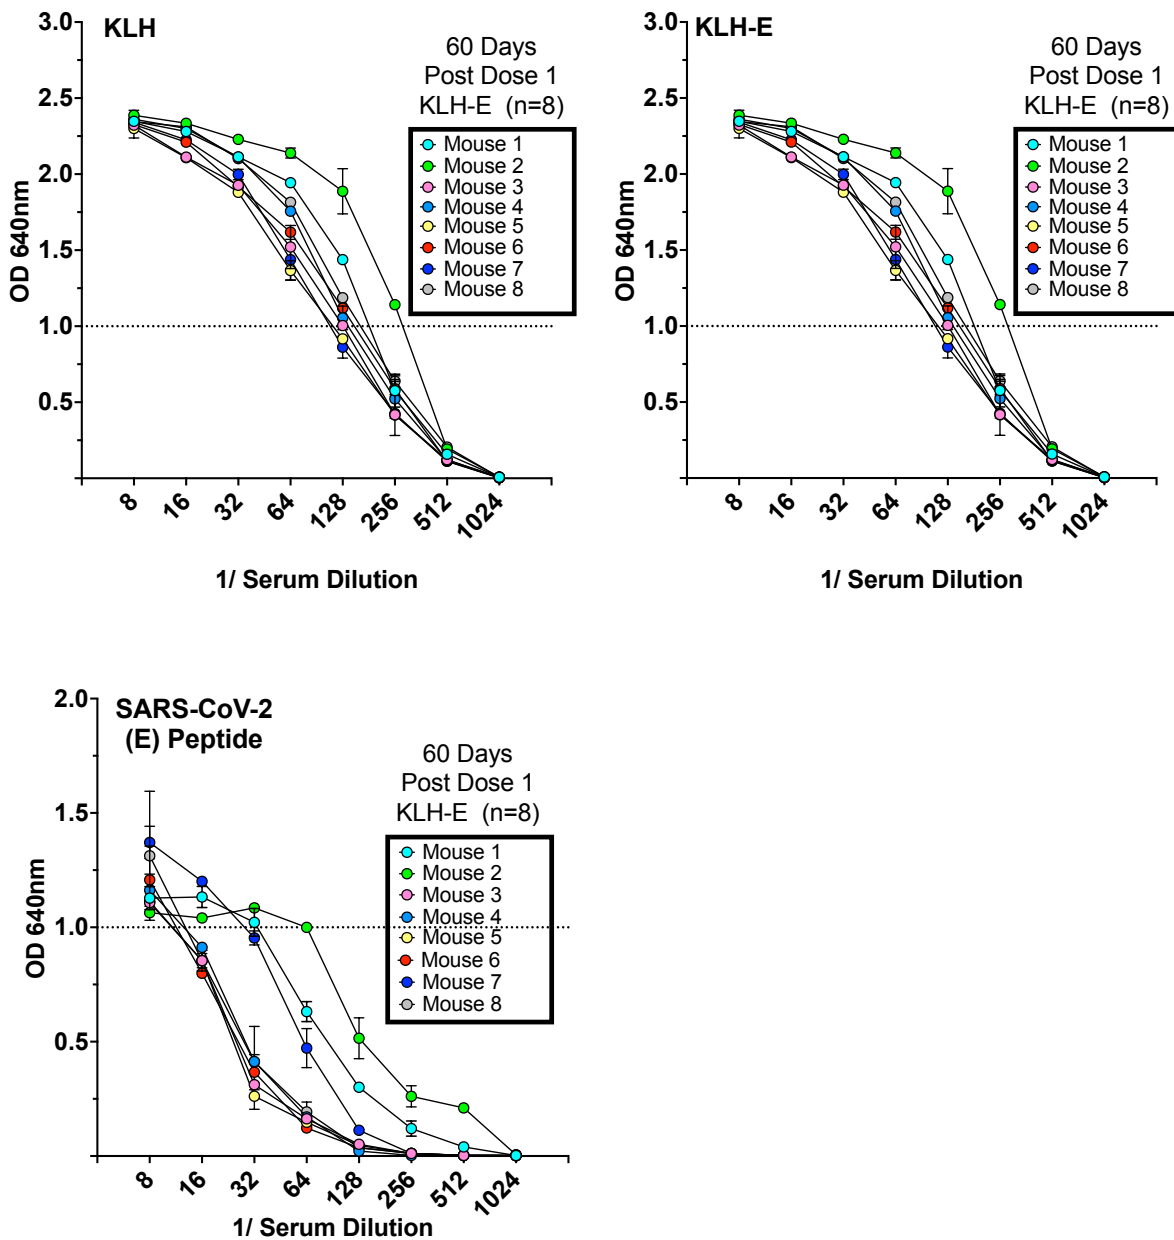 KLH
60 Days
Post Dose 1
KLH-E (n=8)
Mouse 1
Mouse 2
Mouse 3
Mouse 4
Mouse 5
Mouse 6
Mouse 7
Mouse 8
OD 640nm
3.0
2.5
2.0
1.5
1.0
0.5
8 16 32 64 128 256 512 1024
1/ Serum Dilution
KLH-E
60 Days
Post Dose 1
KLH-E (n=8)
Mouse 1
Mouse 2
Mouse 3
Mouse 4
Mouse 5
Mouse 6
Mouse 7
Mouse 8
OD 640nm
3.0
2.5
2.0
1.5
1.0
0.5
8 16 32 64 128 256 512 1024
1/ Serum Dilution
SARS-CoV-2
(E) Peptide
60 Days
Post Dose 1
KLH-E (n=8)
Mouse 1
Mouse 2
Mouse 3
Mouse 4
Mouse 5
Mouse 6
Mouse 7
Mouse 8
OD 640nm
2.0
1.5
1.0
0.5
8 16 32 64 128 256 512 1024
1/ Serum Dilution